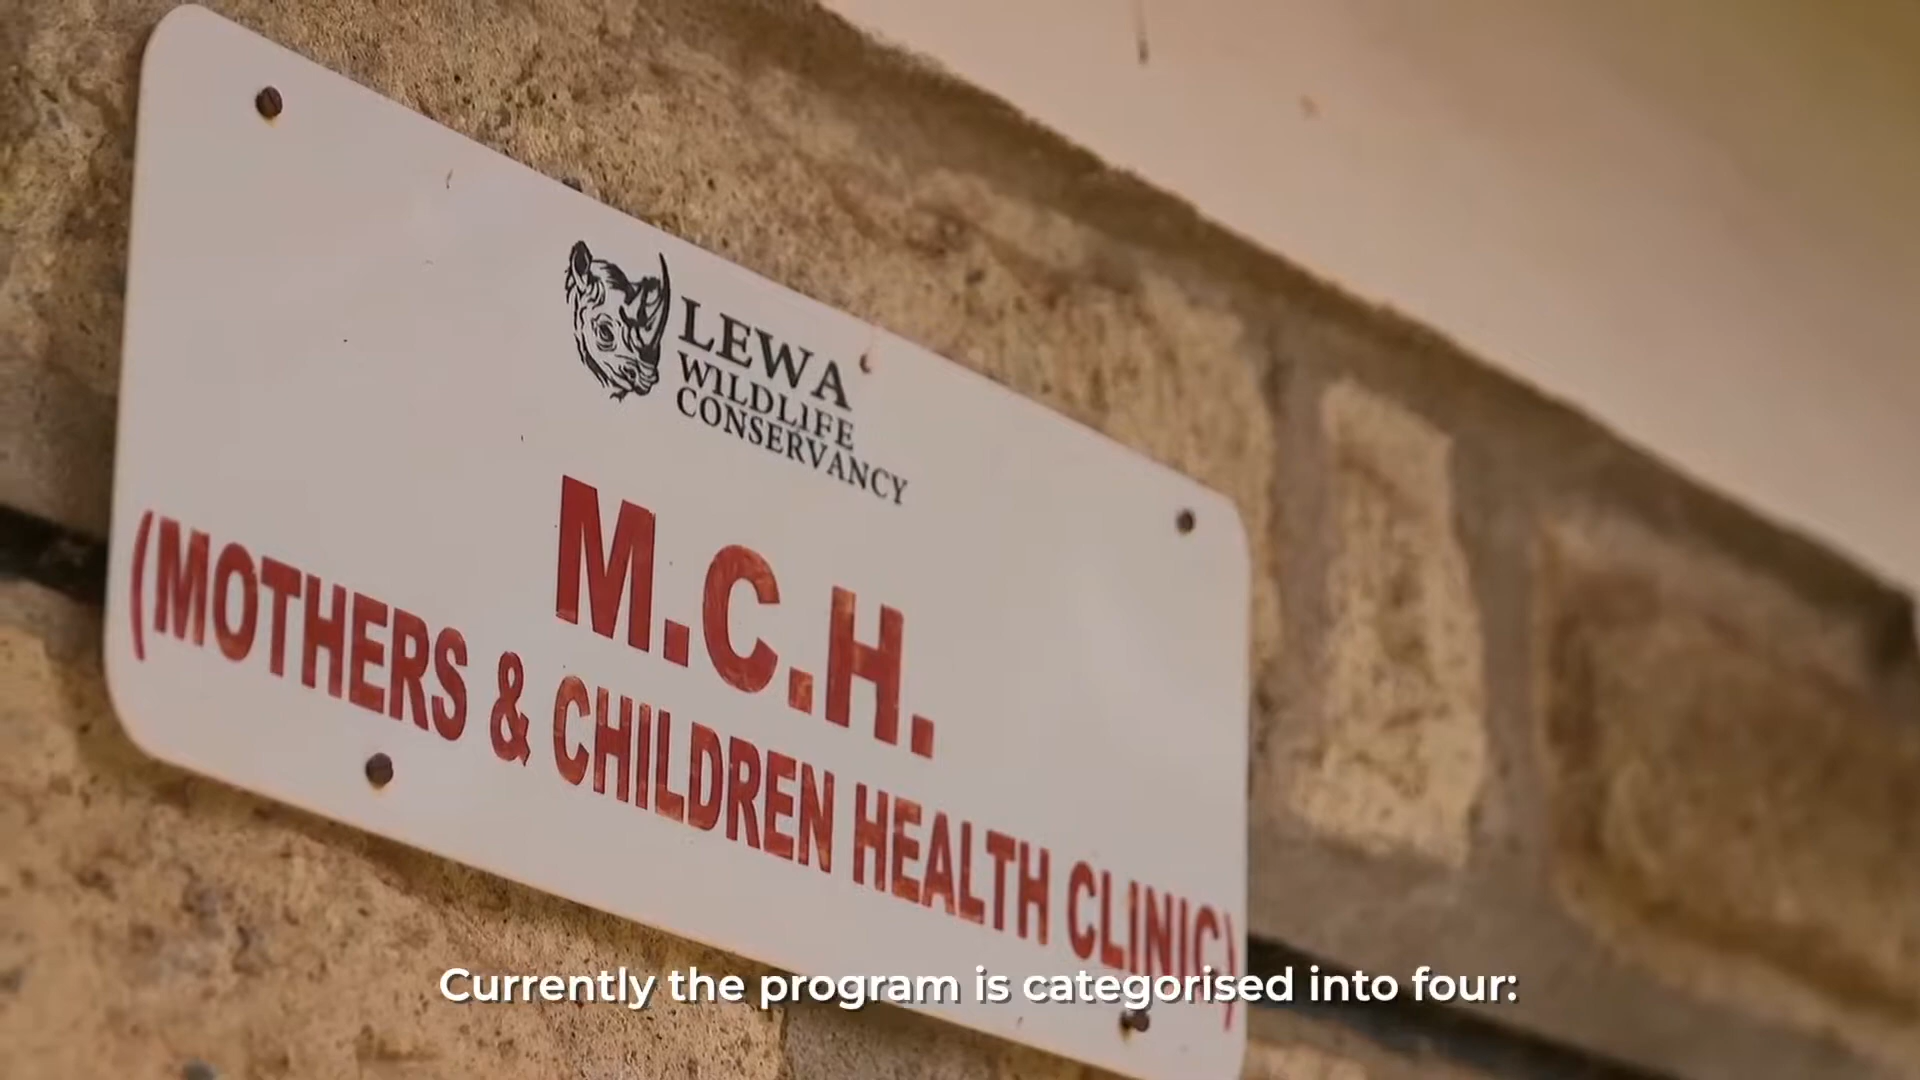 LEWA
WILDLIFE
CONSERVANCY
M.C.H.
(MOTHERS & CHILDREN HEALTH CLINIC)
Currently the program is categorised into four: